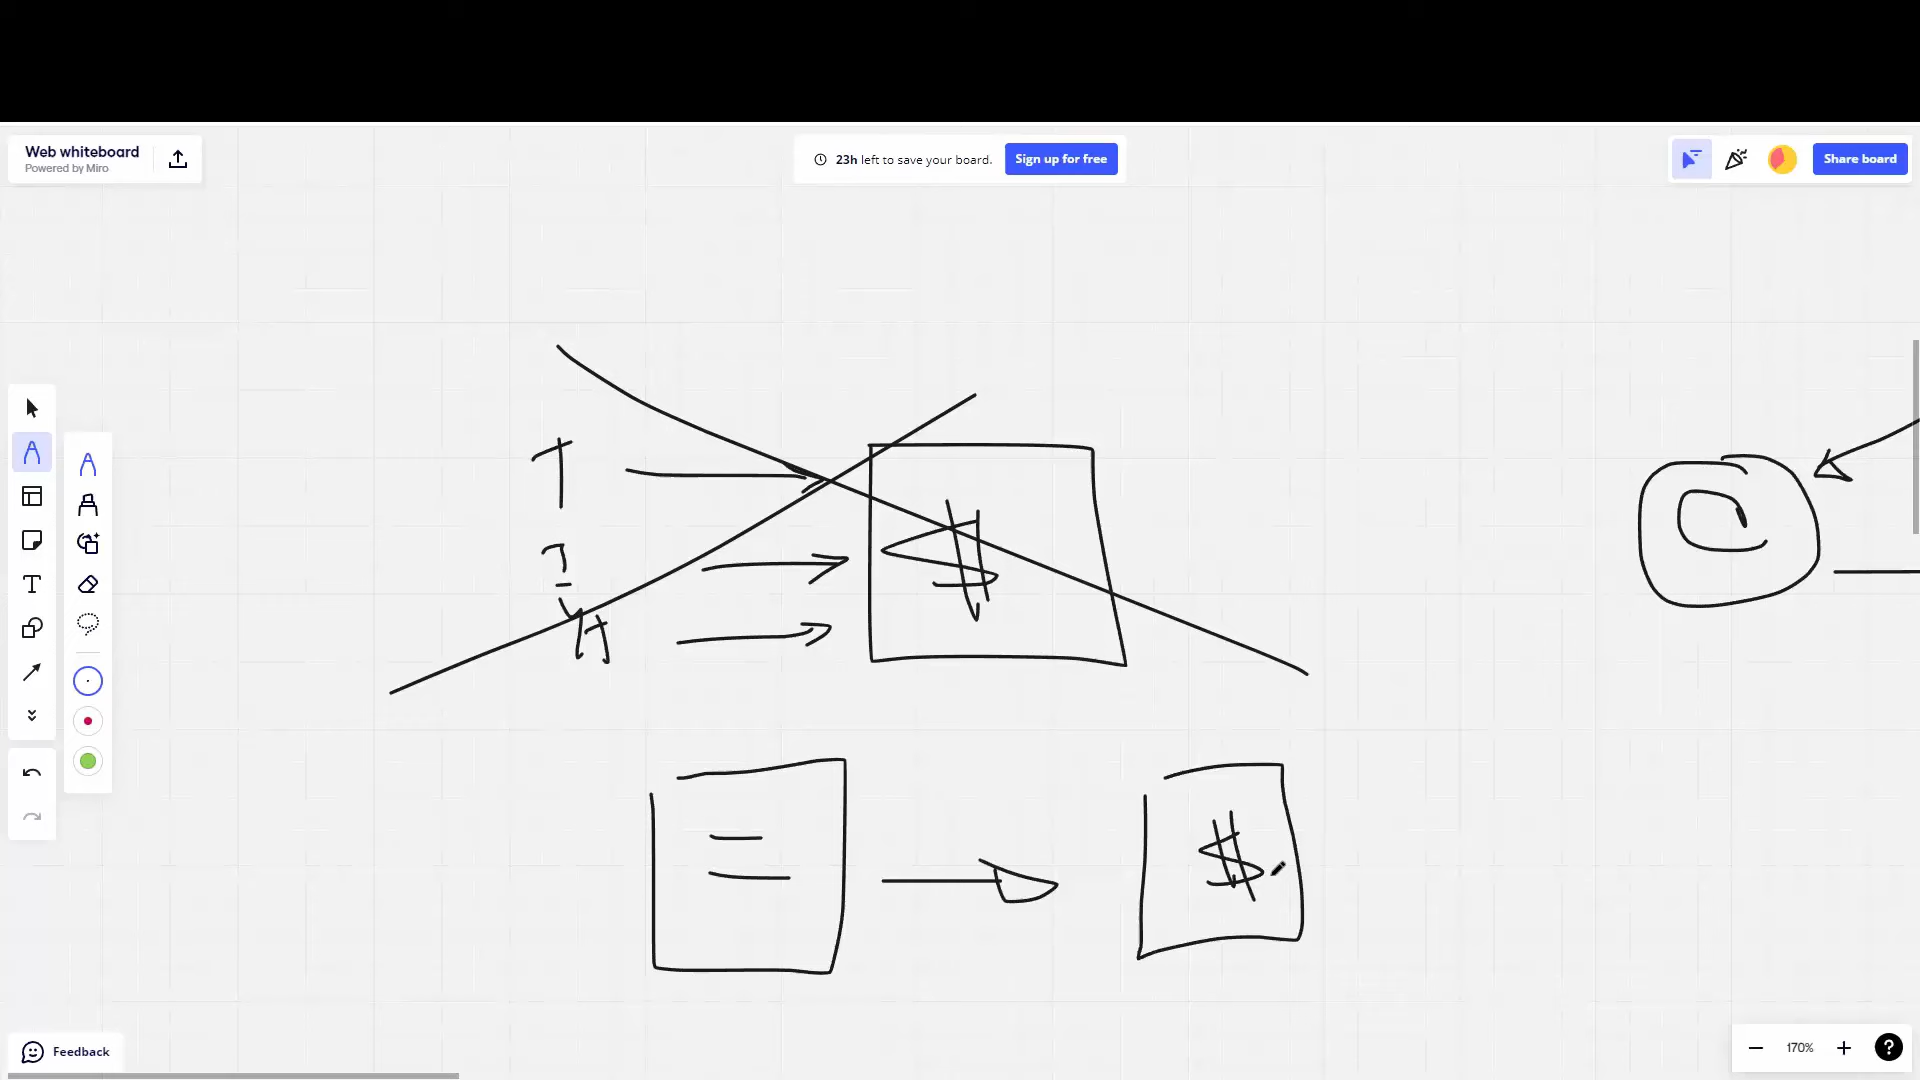 Web whiteboard
Powered by Miro
23h left to save your board.
Sign up for free
Share board
T
$
$
Feedback
170%